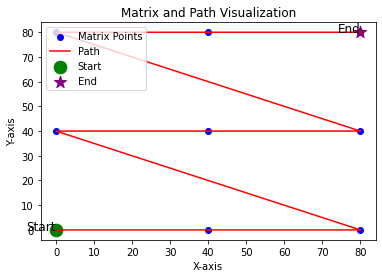 Matrix and Path Visualization
Matrix Points
Path
Start
End
End
Start
80
70
60
50
40
30
20
10
0
Y-axis
0 10 20 30 40 50 60 70 80
X-axis